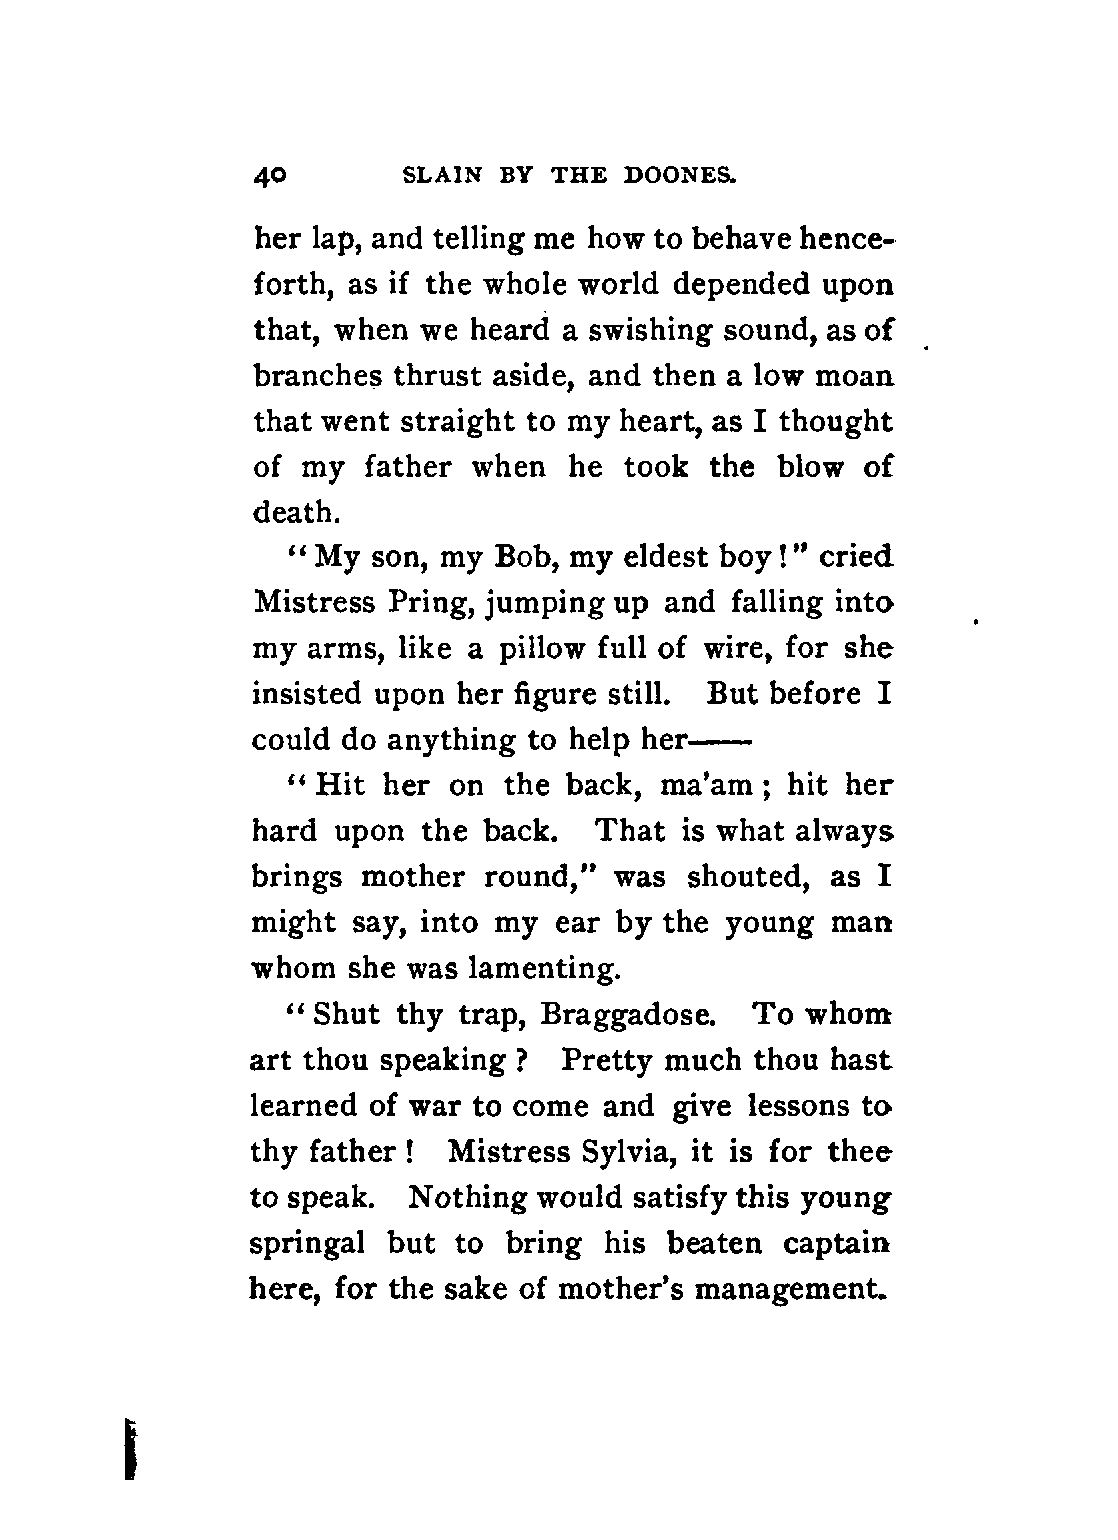 40 SLAIN BY THE DOONES.
her lap, and telling me how to behave hence-
forth, as if the whole world depended upon
that, when we heard a swishing sound, as of
branches thrust aside, and then a low moan
that went straight to my heart, as I thought
of my father when he took the blow of
death.
“My son, my Bob, my eldest boy!” cried
Mistress Pring, jumping up and falling into
my arms, like a pillow full of wire, for she
insisted upon her figure still. But before I
could do anything to help her——
“Hit her on the back, ma’am; hit her
hard upon the back. That is what always
brings mother round,” was shouted, as I
might say, into my ear by the young man
whom she was lamenting.
“Shut thy trap, Braggadose. To whom
art thou speaking? Pretty much thou hast
learned of war to come and give lessons to
thy father! Mistress Sylvia, it is for thee
to speak. Nothing would satisfy this young
springal but to bring his beaten captain
here, for the sake of mother’s management.